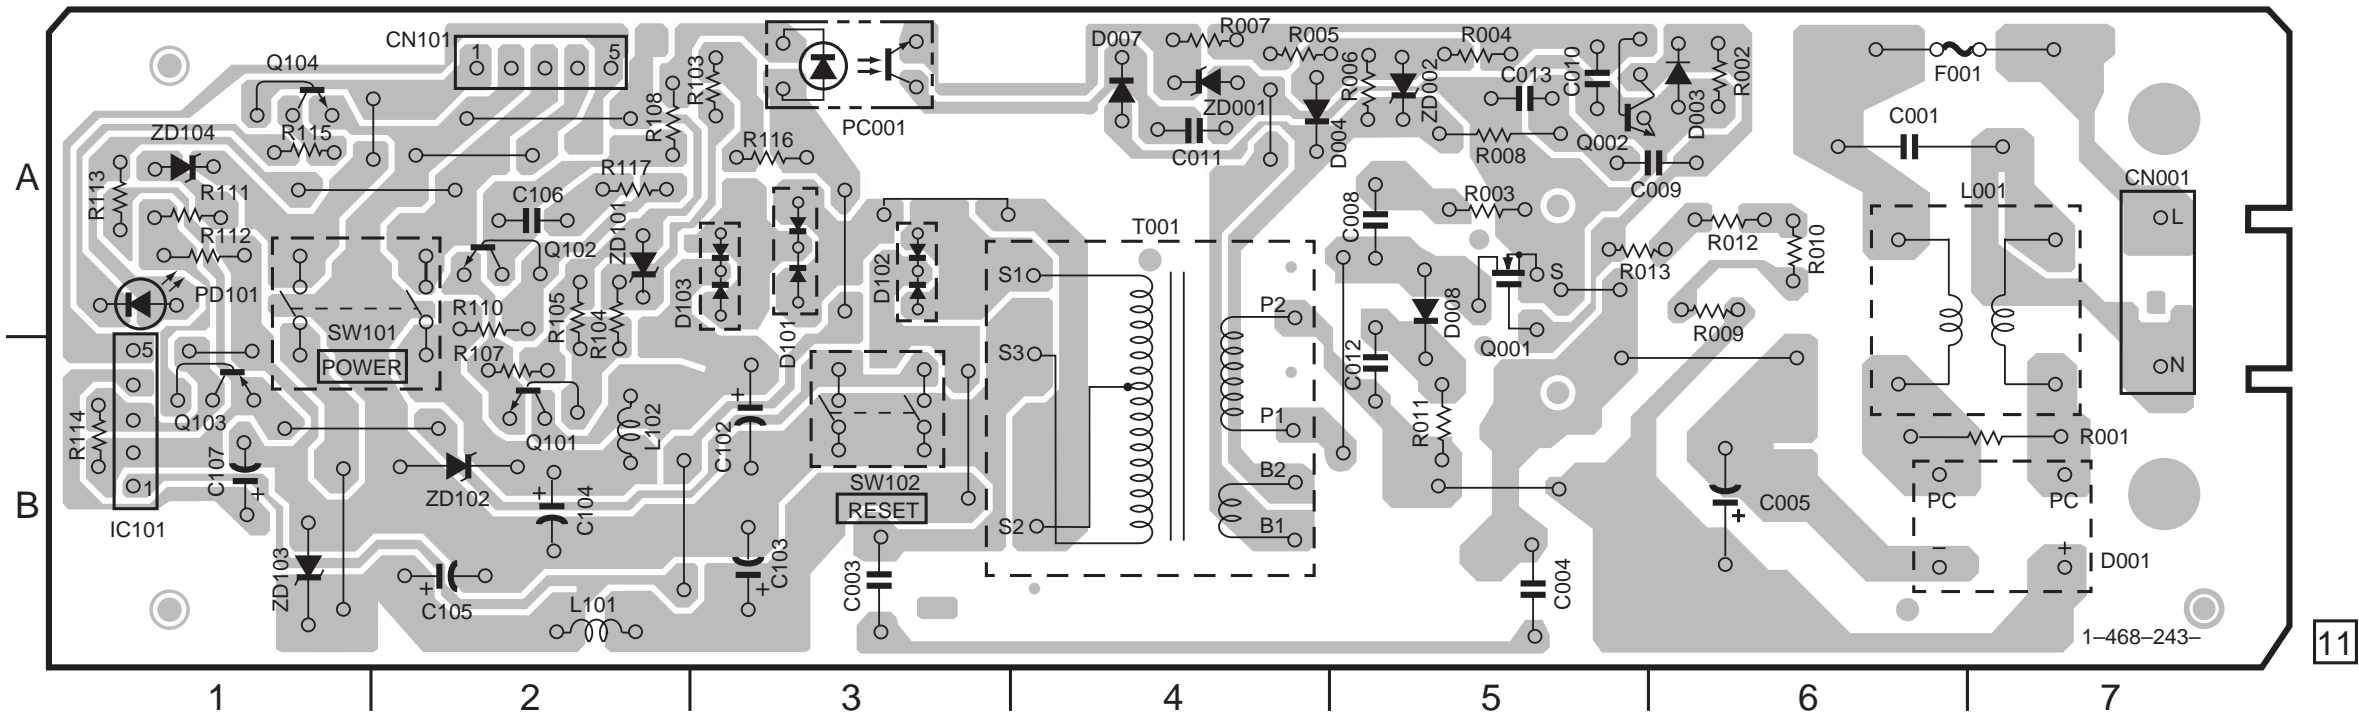 R007
D007
R005
R004
CN101
1
5
Q104
R103
R006
ZD002
C010
C013
R002
F001
ZD001
R108
PC001
D003
C001
ZD104
R115
R116
C011
D004
R008
Q002
A
R117
R113
R111
C106
C009
CN001
R003
L001
ZD101
C008
L
R112
Q102
T001
R012
R010
D102
S
R013
S1
PD101
R110
R105
R104
D103
P2
D008
SW101
D101
R009
5
R107
S3
Q001
C012
POWER
N
Q103
R114
Q101
L102
C102
P1
R011
R001
C107
B2
ZD102
SW102
1
C104
RESET
C005
PC
PC
B
S2
B1
IC101
ZD103
C103
C003
C004
D001
C105
L101
1–468–243–
11
1
2
3
4
5
6
7